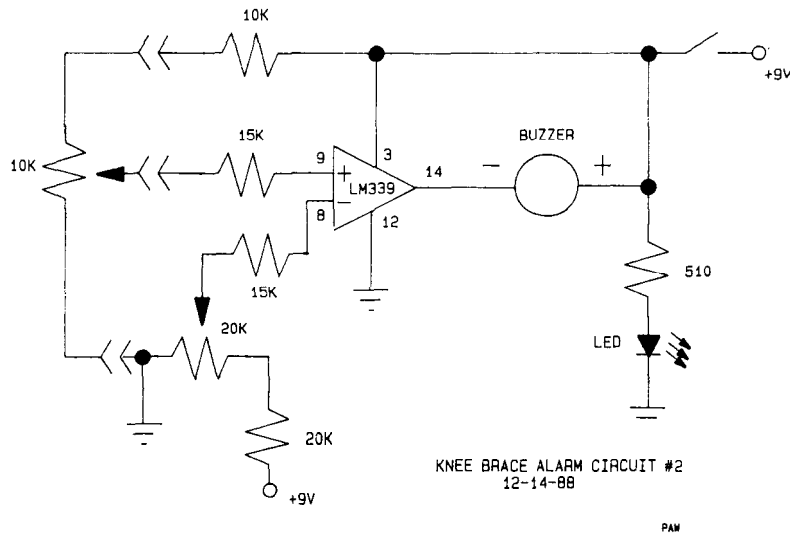 10K
+9V
15K
BUZZER
10K
9
3
+
14
-
+
LM339
-
8
12
15K
510
20K
LED
20K
+9V
KNEE BRACE ALARM CIRCUIT #2
12-14-88
PAW